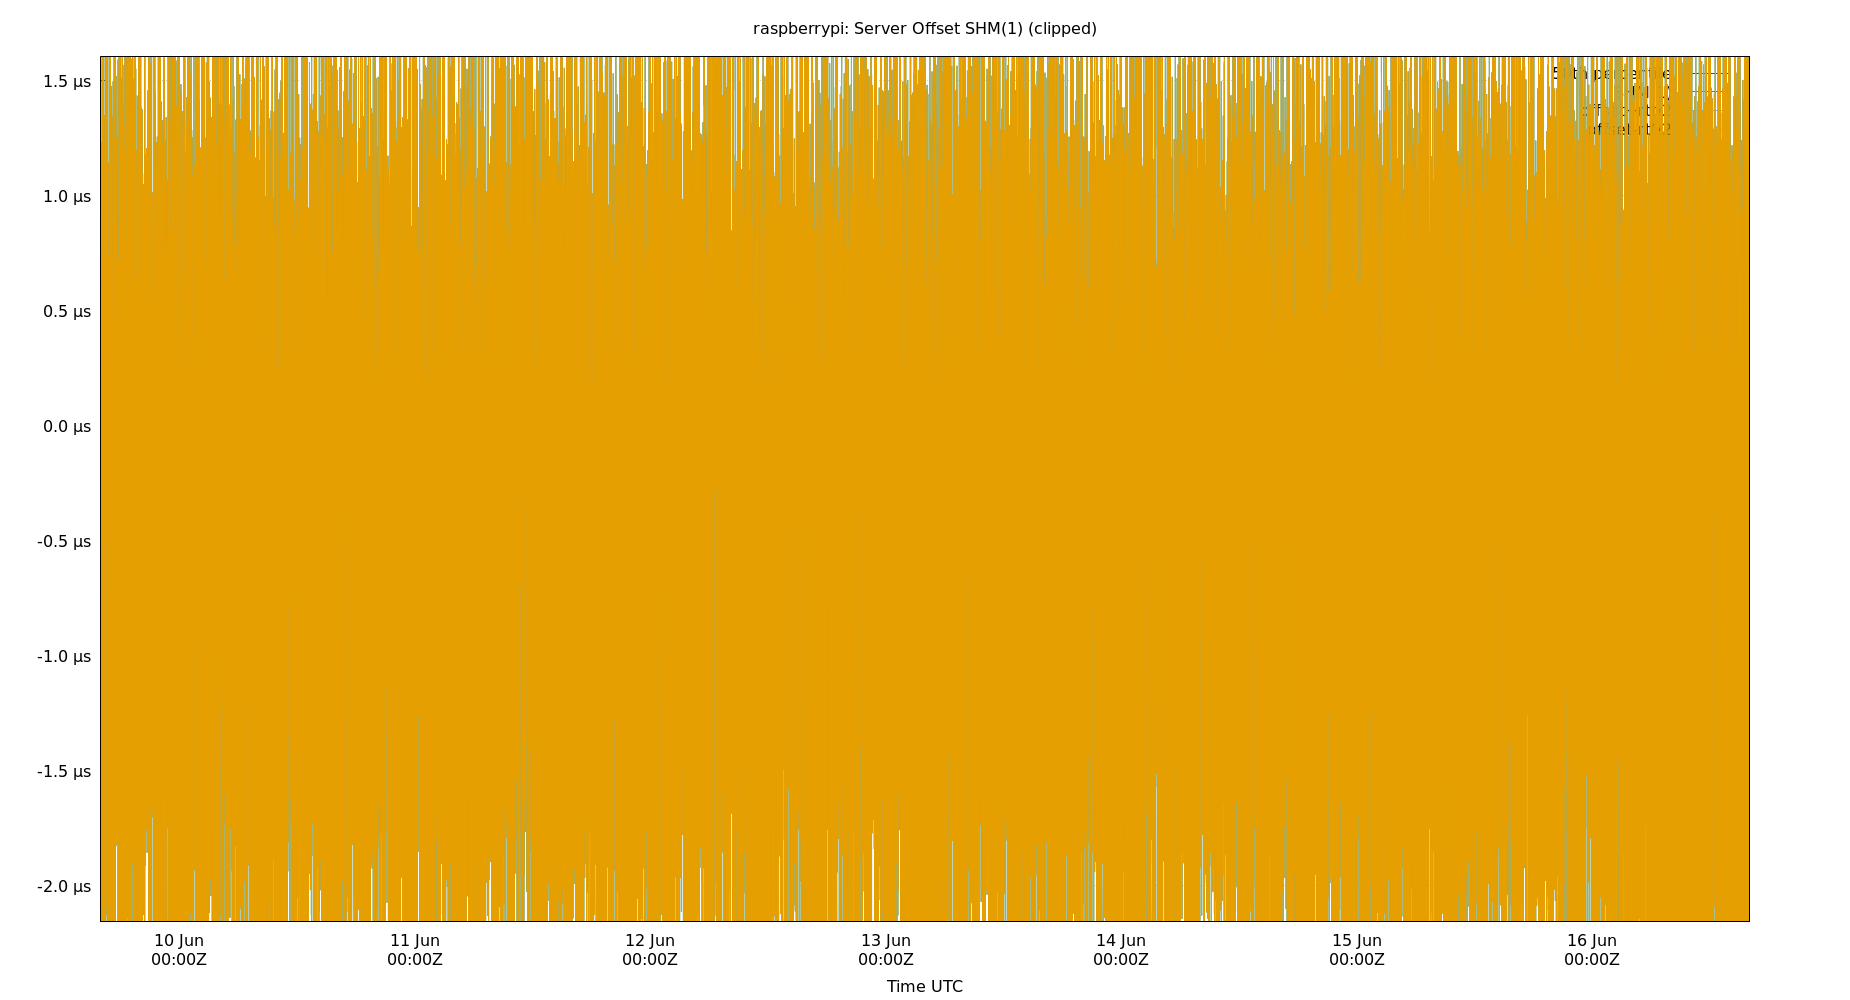 raspberrypi: Server Offset SHM(1) (clipped)
1.5 µs
1.0 µs
0.5 µs
0.0 µs
-0.5 µs
-1.0 µs
-1.5 µs
-2.0 µs
10 Jun 11 Jun 12 Jun 13 Jun 14 Jun 15 Jun 16 Jun
00:00Z 00:00Z 00:00Z 00:00Z 00:00Z 00:00Z 00:00Z
Time UTC